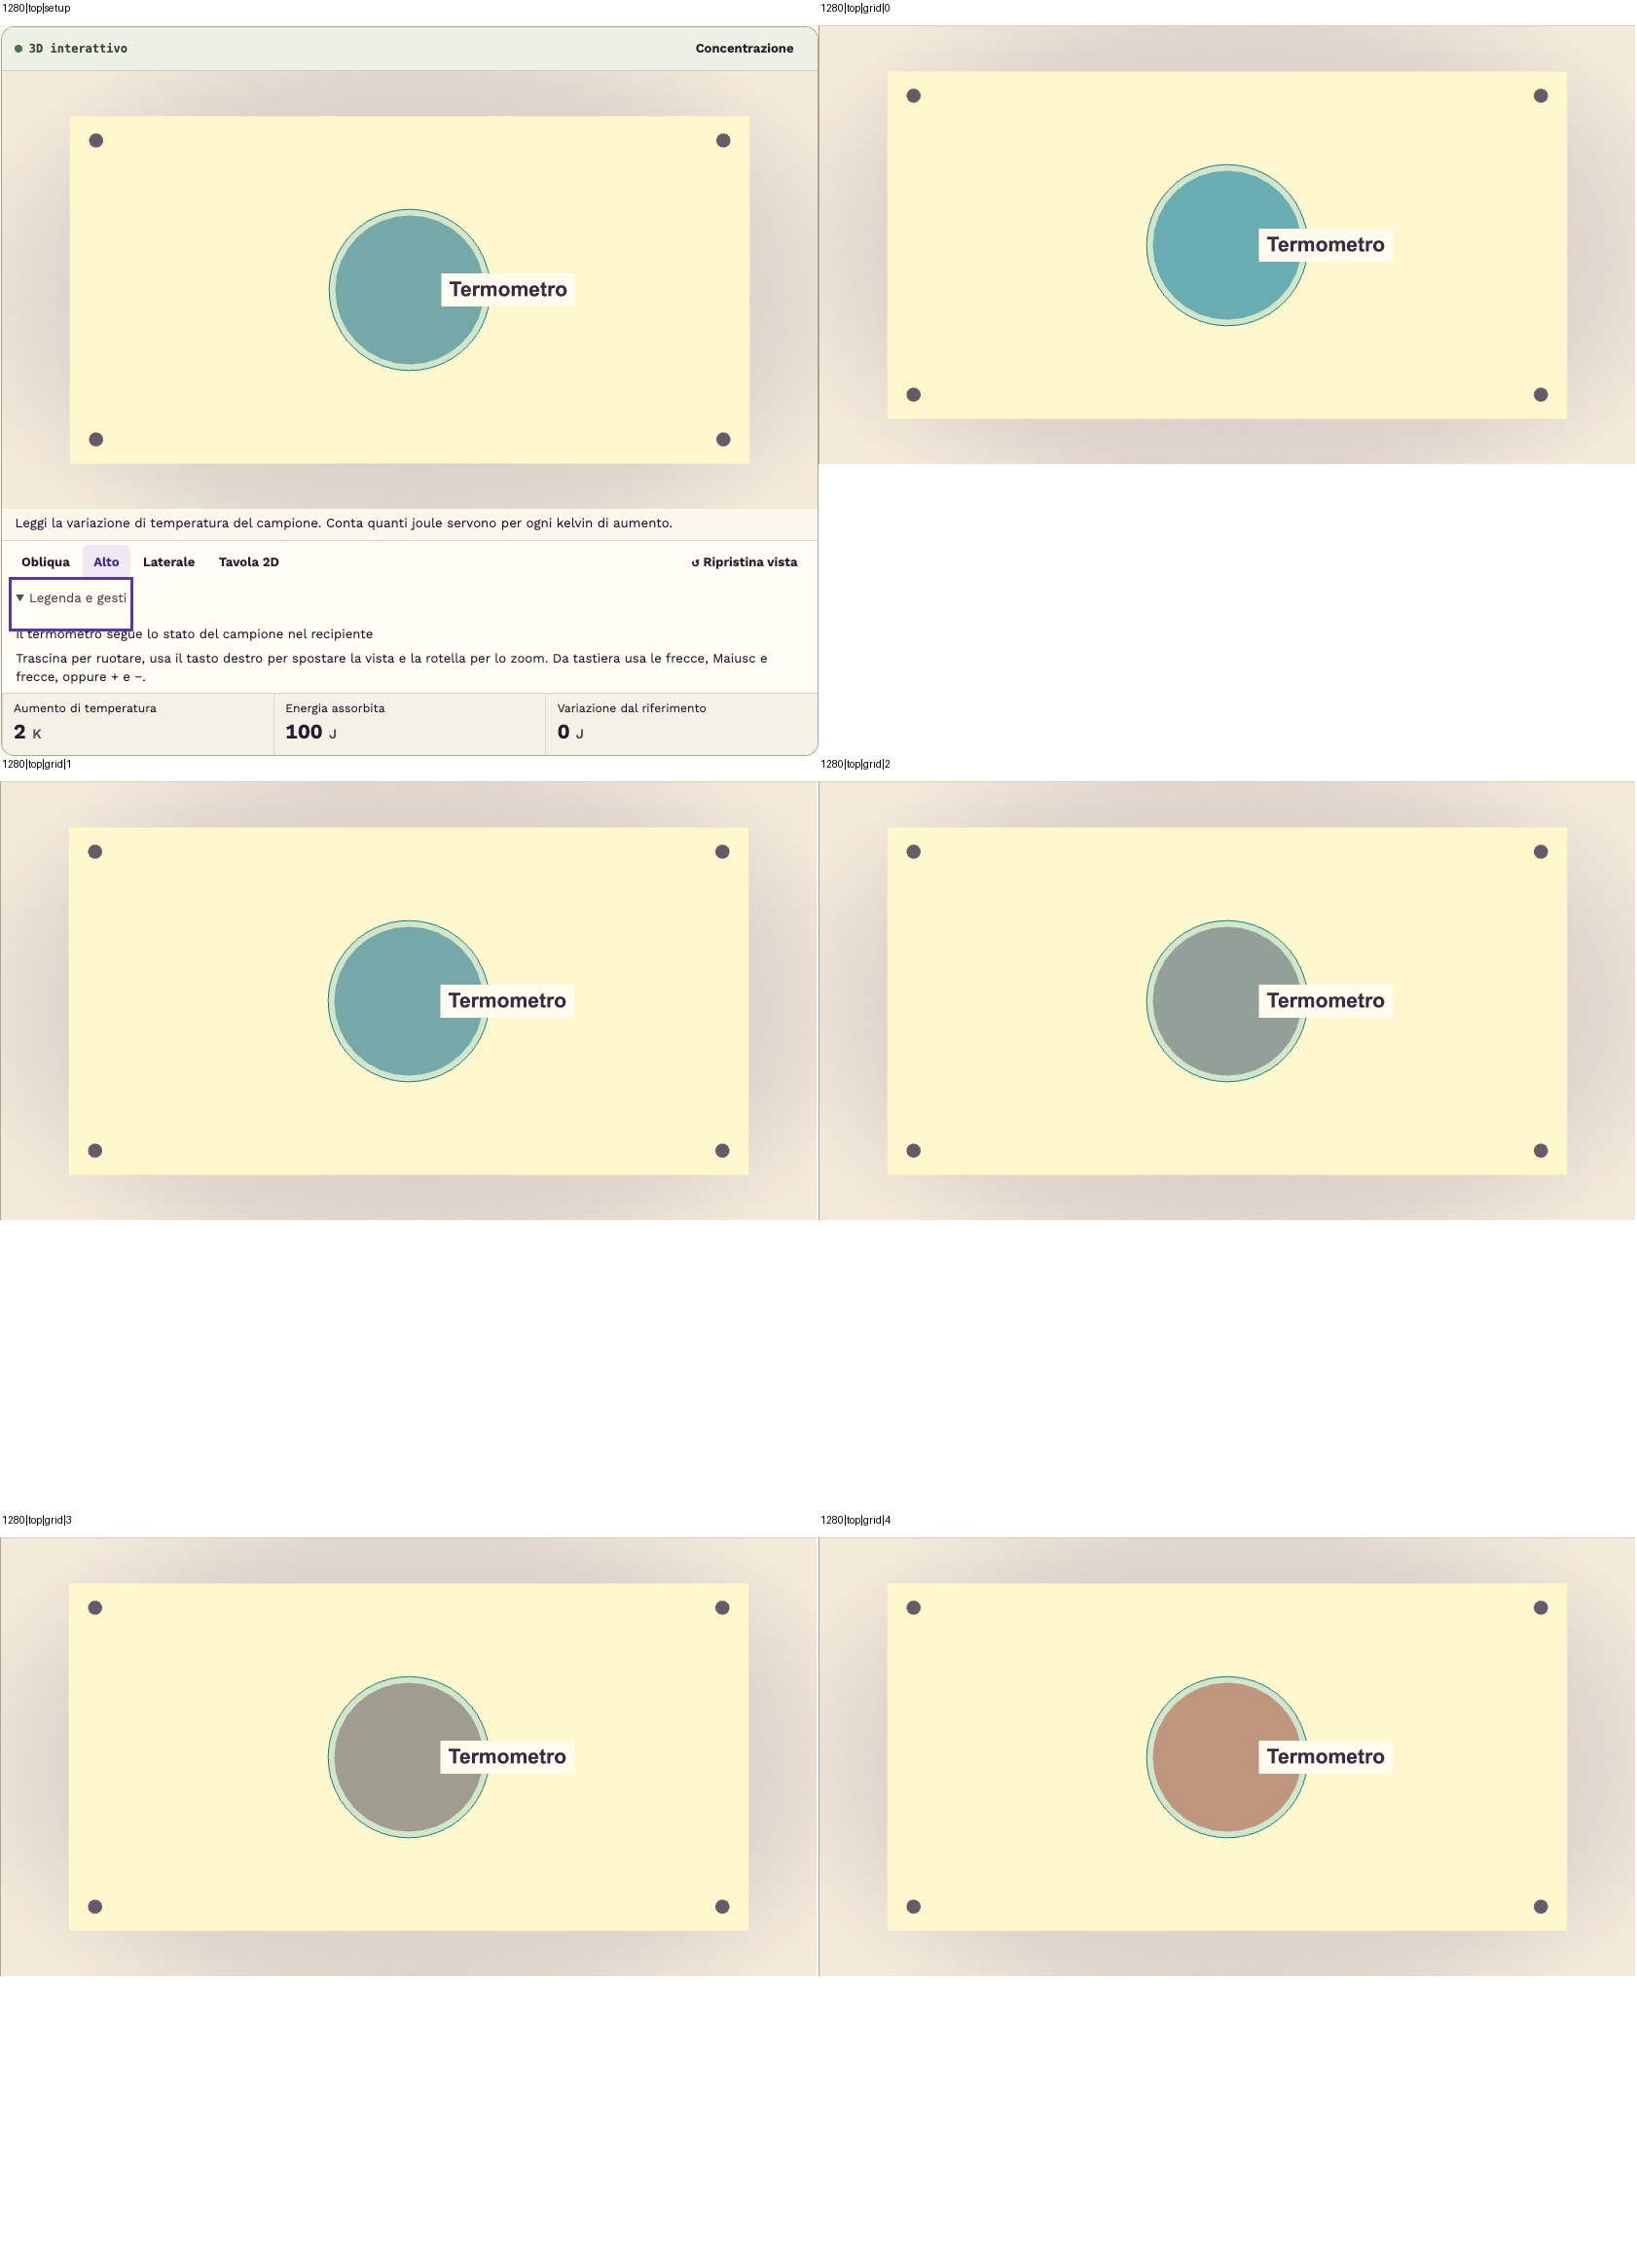 1280|top|setup
3D interattivo
Concentrazione
Termometro
Leggi la variazione di temperatura del campione. Conta quanti joule servono per ogni kelvin di aumento.
Obliqua Alto Laterale Tavola 2D ↺ Ripristina vista
▼ Legenda e gesti
Il termometro segue lo stato del campione nel recipiente
Trascina per ruotare, usa il tasto destro per spostare la vista e la rotella per lo zoom. Da tastiera usa le frecce, Maiusc e
frecce, oppure + e −.
Aumento di temperatura
2 K
Energia assorbita
100 J
Variazione dal riferimento
0 J
1280|top|grid|0
Termometro
1280|top|grid|1
Termometro
1280|top|grid|2
Termometro
1280|top|grid|3
Termometro
1280|top|grid|4
Termometro